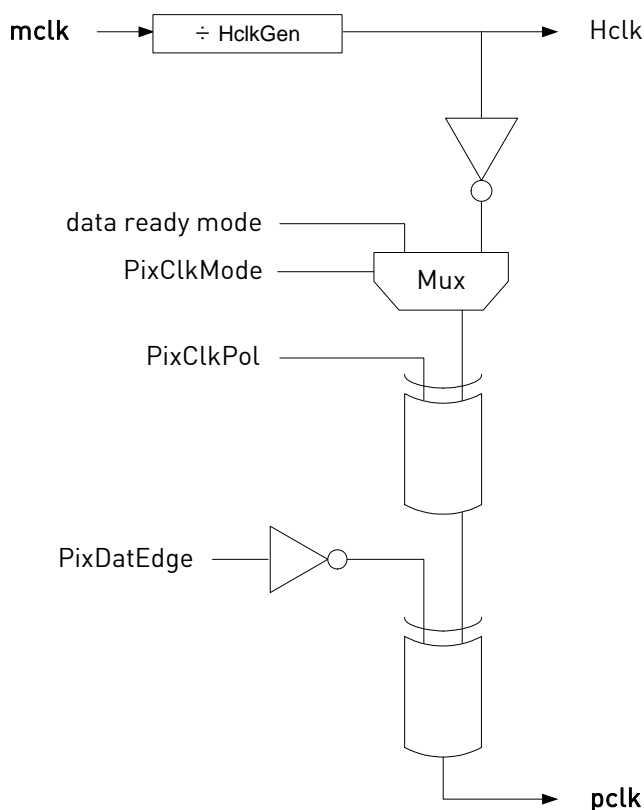 mclk ÷ HclkGen Hclk
data ready mode
PixClkMode Mux
PixClkPol
PixDatEdge
pclk